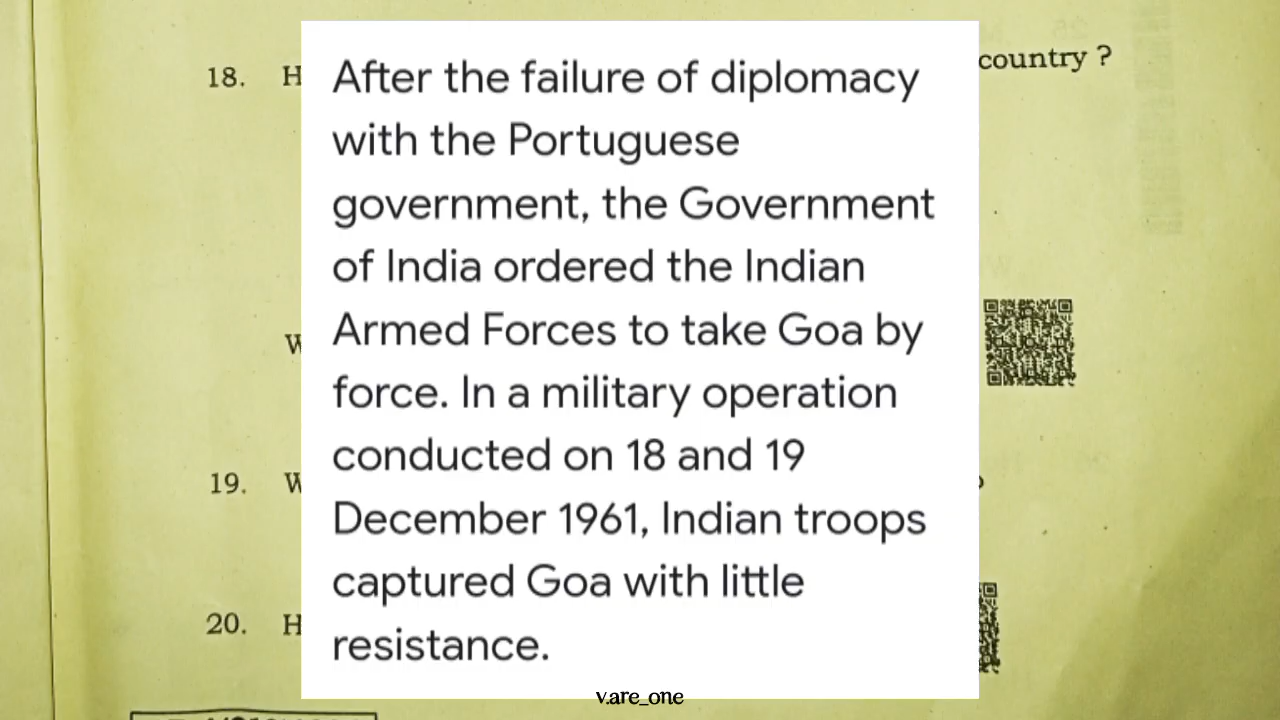 18. H
country ?
After the failure of diplomacy
with the Portuguese
government, the Government
of India ordered the Indian
Armed Forces to take Goa by
force. In a military operation
conducted on 18 and 19
December 1961, Indian troops
captured Goa with little
resistance.
W
19. W
20. H
v.are_one